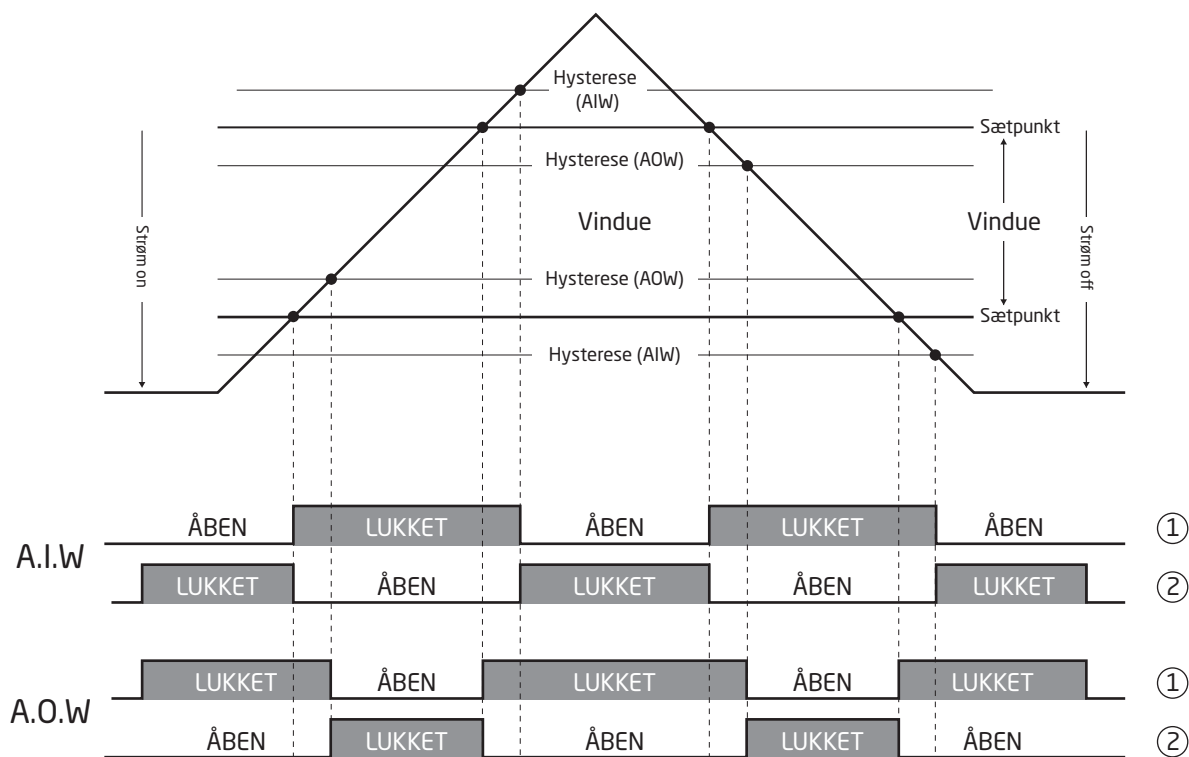 Hysterese
(AIW)
Sætpunkt
Hysterese (AOW)
Vindue
Vindue
Strøm on
Strøm off
Hysterese (AOW)
Sætpunkt
Hysterese (AIW)
A.I.W
ÅBEN LUKKET ÅBEN LUKKET ÅBEN ①
LUKKET ÅBEN LUKKET ÅBEN LUKKET ②
A.O.W
LUKKET ÅBEN LUKKET ÅBEN LUKKET ①
ÅBEN LUKKET ÅBEN LUKKET ÅBEN ②